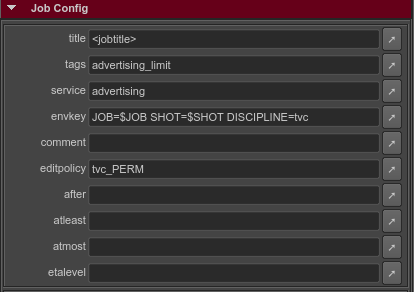 Job Config
title <jobtitle>
tags advertising_limit
service advertising
envkey JOB=$JOB SHOT=$SHOT DISCIPLINE=tvc
comment
editpolicy tvc_PERM
after
atleast
atmost
etalevel